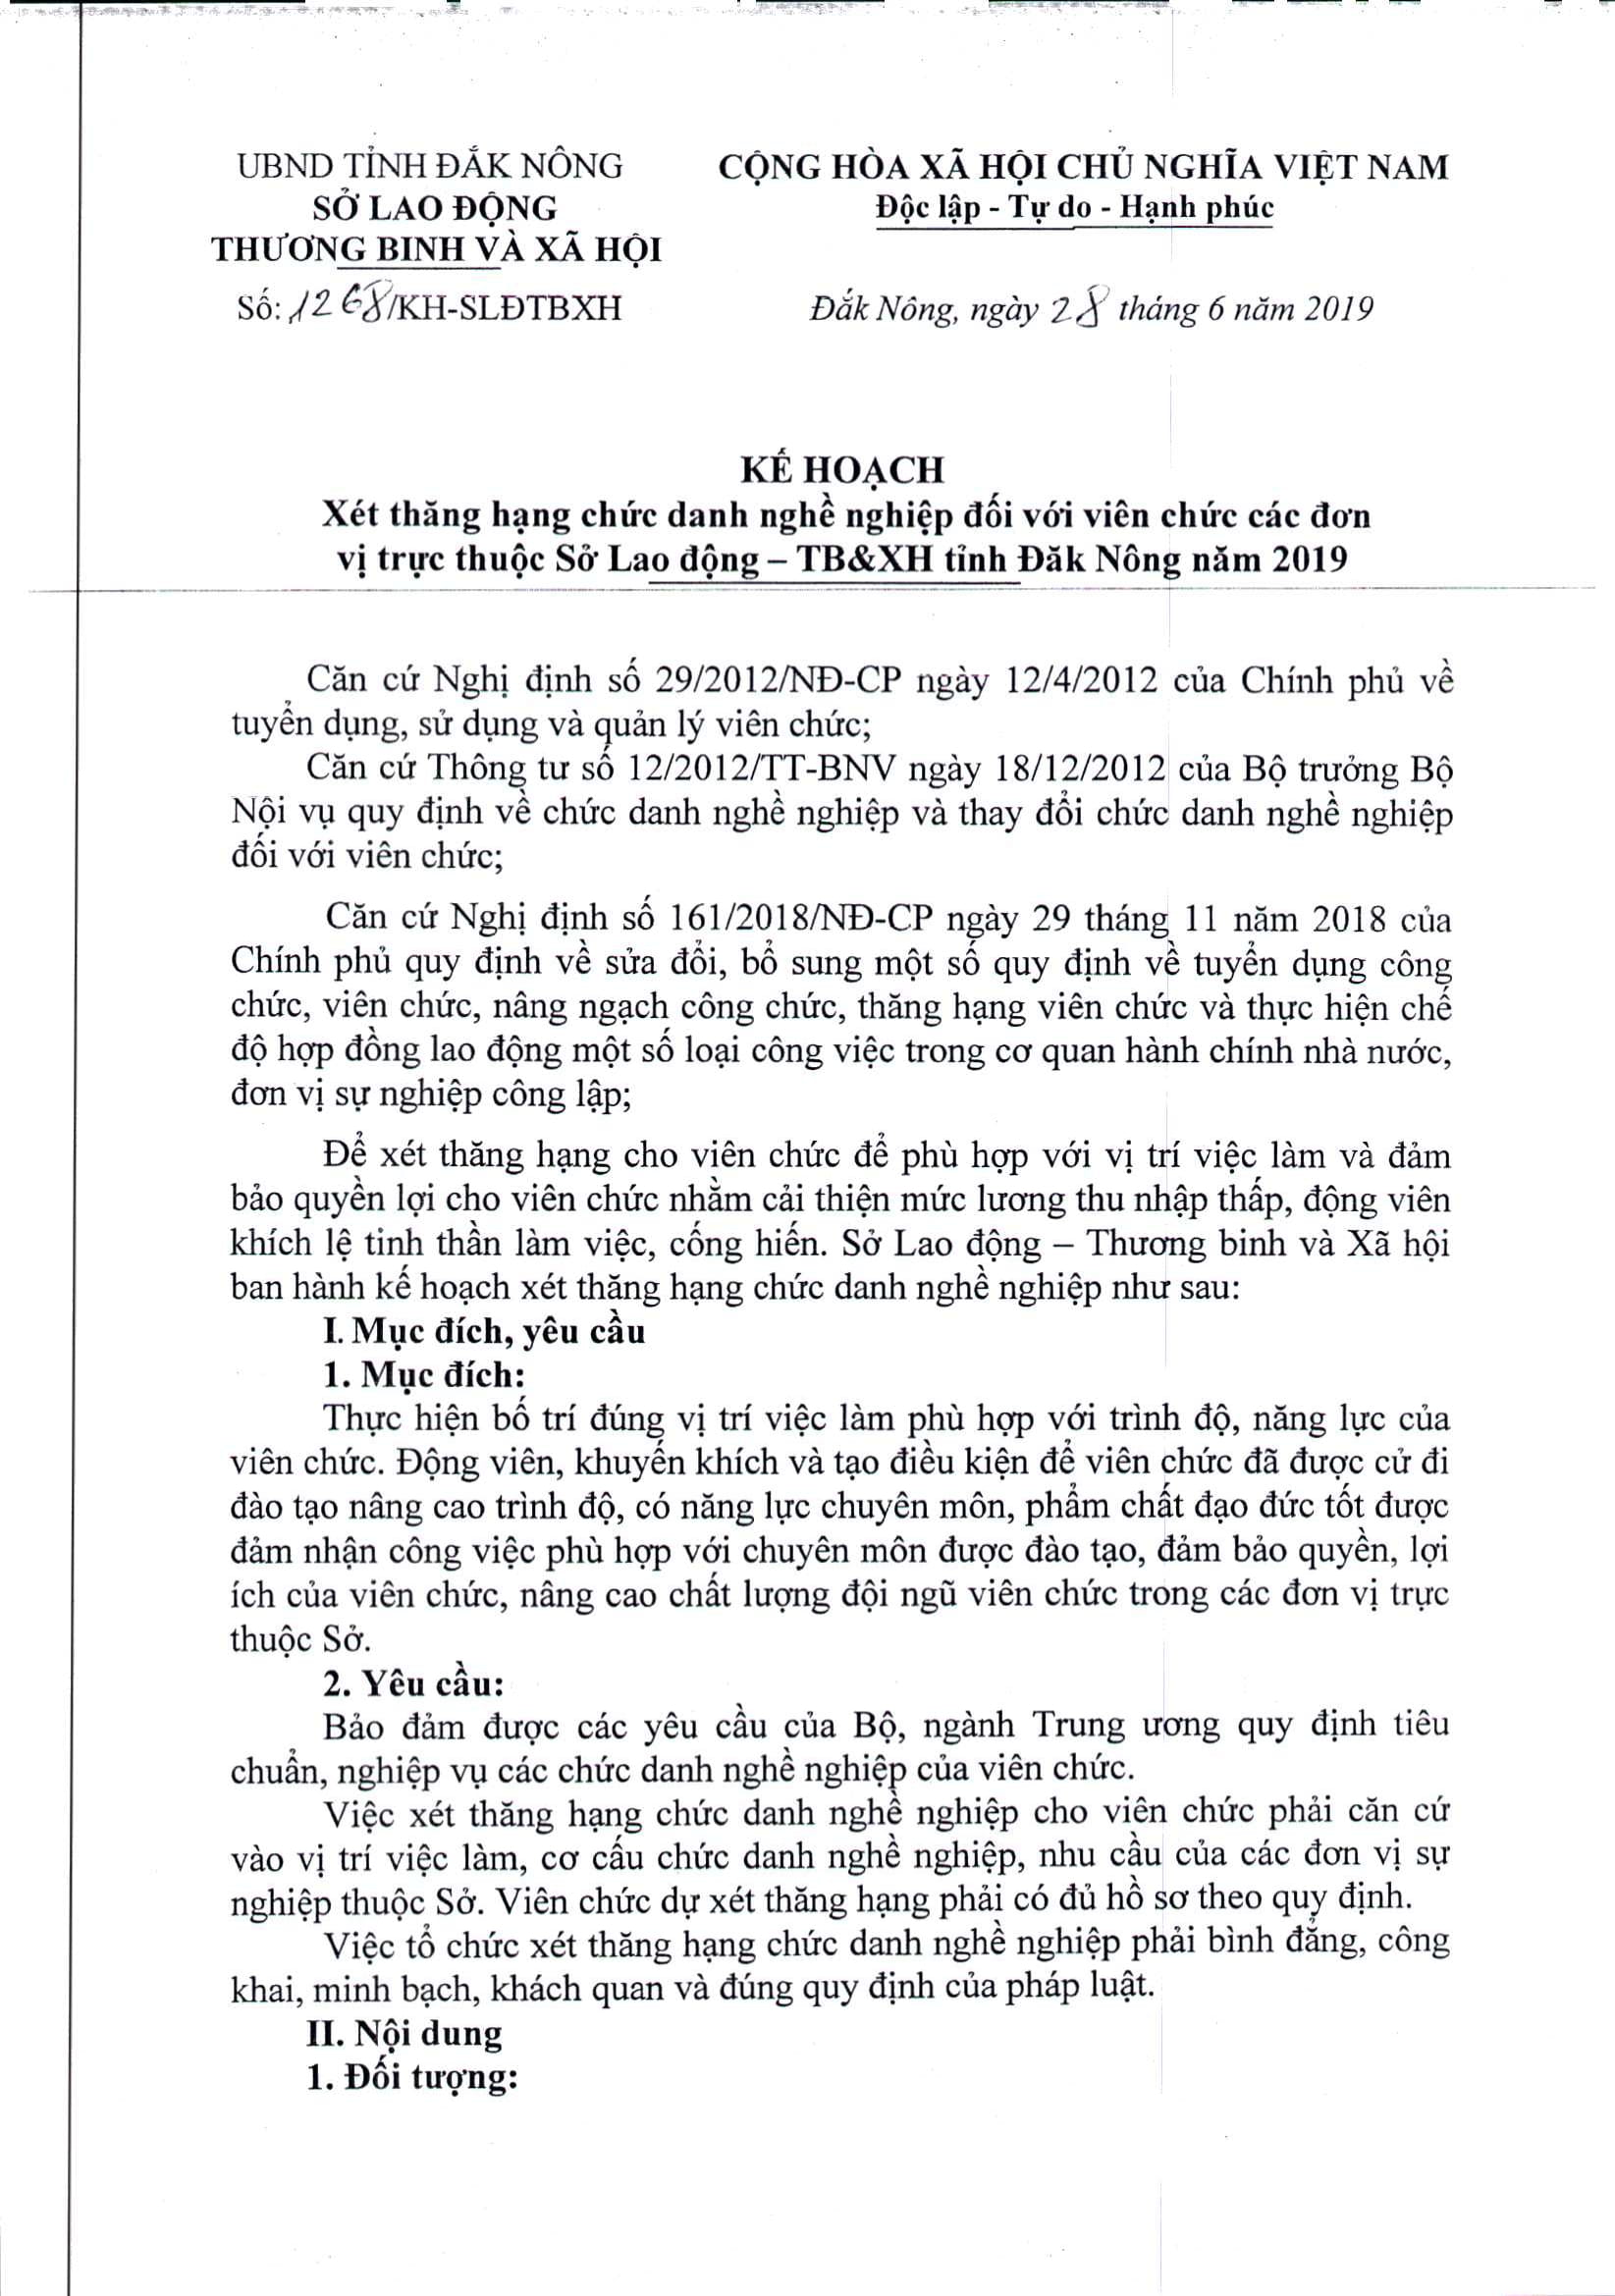 UBND TỈNH ĐẮK NÔNG
SỞ LAO ĐỘNG
THƯƠNG BINH VÀ XÃ HỘI
Số: 1268/KH-SLĐTBXH
CỘNG HÒA XÃ HỘI CHỦ NGHĨA VIỆT NAM
Độc lập - Tự do - Hạnh phúc
Đắk Nông, ngày 28 tháng 6 năm 2019
KẾ HOẠCH
Xét thăng hạng chức danh nghề nghiệp đối với viên chức các đơn
vị trực thuộc Sở Lao động – TB&XH tỉnh Đăk Nông năm 2019
Căn cứ Nghị định số 29/2012/NĐ-CP ngày 12/4/2012 của Chính phủ về
tuyển dụng, sử dụng và quản lý viên chức;
Căn cứ Thông tư số 12/2012/TT-BNV ngày 18/12/2012 của Bộ trưởng Bộ
Nội vụ quy định về chức danh nghề nghiệp và thay đổi chức danh nghề nghiệp
đối với viên chức;
Căn cứ Nghị định số 161/2018/NĐ-CP ngày 29 tháng 11 năm 2018 của
Chính phủ quy định về sửa đổi, bổ sung một số quy định về tuyển dụng công
chức, viên chức, nâng ngạch công chức, thăng hạng viên chức và thực hiện chế
độ hợp đồng lao động một số loại công việc trong cơ quan hành chính nhà nước,
đơn vị sự nghiệp công lập;
Để xét thăng hạng cho viên chức để phù hợp với vị trí việc làm và đảm
bảo quyền lợi cho viên chức nhằm cải thiện mức lương thu nhập thấp, động viên
khích lệ tinh thần làm việc, cống hiến. Sở Lao động – Thương binh và Xã hội
ban hành kế hoạch xét thăng hạng chức danh nghề nghiệp như sau:
I. Mục đích, yêu cầu
1. Mục đích:
Thực hiện bố trí đúng vị trí việc làm phù hợp với trình độ, năng lực của
viên chức. Động viên, khuyến khích và tạo điều kiện để viên chức đã được cử đi
đào tạo nâng cao trình độ, có năng lực chuyên môn, phẩm chất đạo đức tốt được
đảm nhận công việc phù hợp với chuyên môn được đào tạo, đảm bảo quyền, lợi
ích của viên chức, nâng cao chất lượng đội ngũ viên chức trong các đơn vị trực
thuộc Sở.
2. Yêu cầu:
Bảo đảm được các yêu cầu của Bộ, ngành Trung ương quy định tiêu
chuẩn, nghiệp vụ các chức danh nghề nghiệp của viên chức.
Việc xét thăng hạng chức danh nghề nghiệp cho viên chức phải căn cứ
vào vị trí việc làm, cơ cấu chức danh nghề nghiệp, nhu cầu của các đơn vị sự
nghiệp thuộc Sở. Viên chức dự xét thăng hạng phải có đủ hồ sơ theo quy định.
Việc tổ chức xét thăng hạng chức danh nghề nghiệp phải bình đẳng, công
khai, minh bạch, khách quan và đúng quy định của pháp luật.
II. Nội dung
1. Đối tượng: